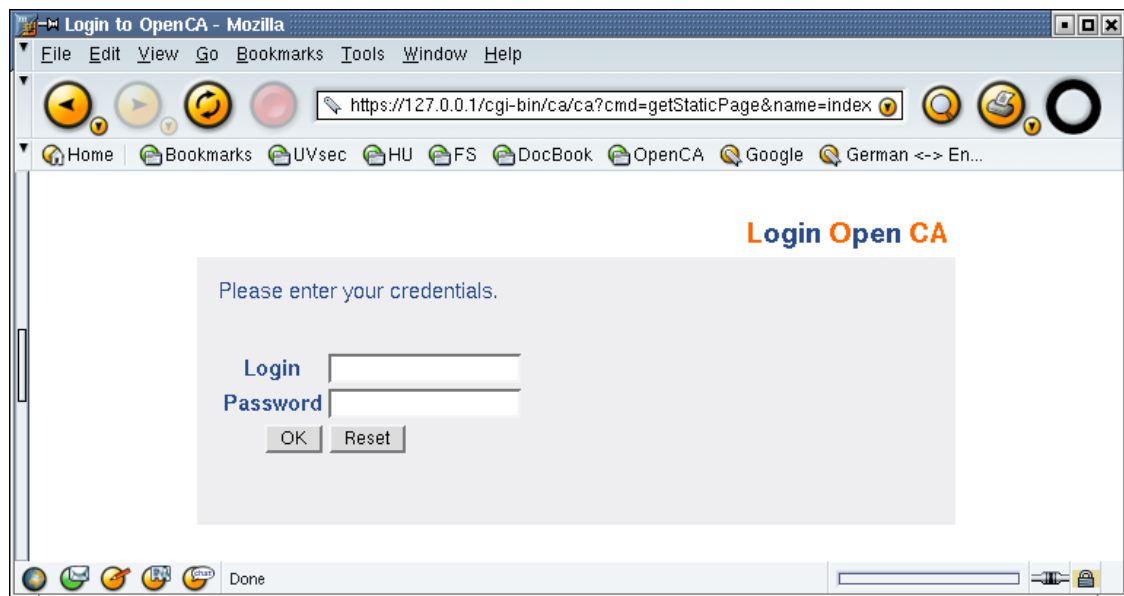 Login to OpenCA - Mozilla
File Edit View Go Bookmarks Tools Window Help
https://127.0.0.1/cgi-bin/ca/ca?cmd=getStaticPage&name=index
Home Bookmarks UVsec HU FS DocBook OpenCA Google German <-> En...
Login Open CA
Please enter your credentials.
Login
Password
OK Reset
Done